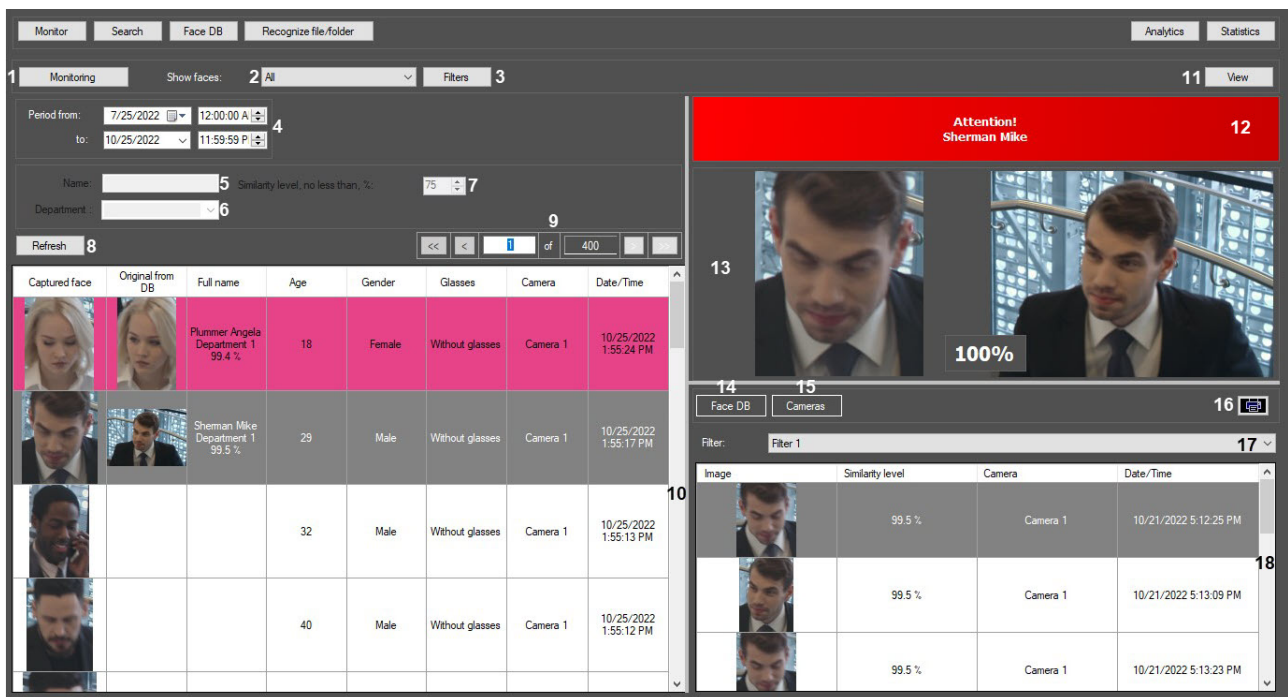 Monitor Search Face DB Recognize file/folder Analytics Statistics
1 Monitoring Show faces: 2 All Filters 3 11 View
Period from: 7/25/2022 12:00:00 A 4
to: 10/25/2022 11:59:59 P
Attention!
Sherman Mike
12
Name: 5 Similarity level, no less than, %: 75 7
Department : 6
Refresh 8 << < 1 of 400 > >> 9
Captured face Original from DB Full name Age Gender Glasses Camera Date/Time
Plummer Angela
Department 1
99.4 %
18 Female Without glasses Camera 1 10/25/2022
1:55:24 PM
Sherman Mike
Department 1
99.5 %
29 Male Without glasses Camera 1 10/25/2022
1:55:17 PM
32 Male Without glasses Camera 1 10/25/2022
1:55:13 PM
40 Male Without glasses Camera 1 10/25/2022
1:55:12 PM
10
13
100%
14 15
Face DB Cameras 16
Filter: Filter 1 17
Image Similarity level Camera Date/Time
99.5 % Camera 1 10/21/2022 5:12:25 PM
18
99.5 % Camera 1 10/21/2022 5:13:09 PM
99.5 % Camera 1 10/21/2022 5:13:23 PM